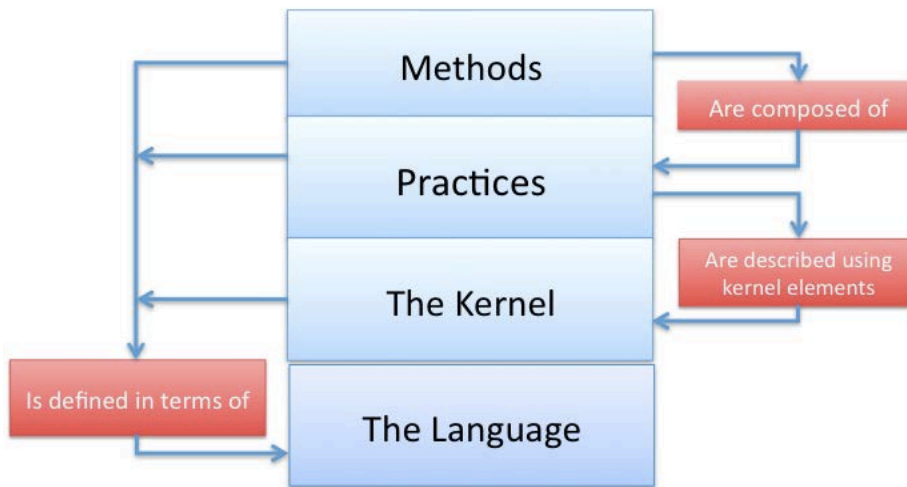 Methods
Are composed of
Practices
Are described using
kernel elements
The Kernel
Is defined in terms of
The Language